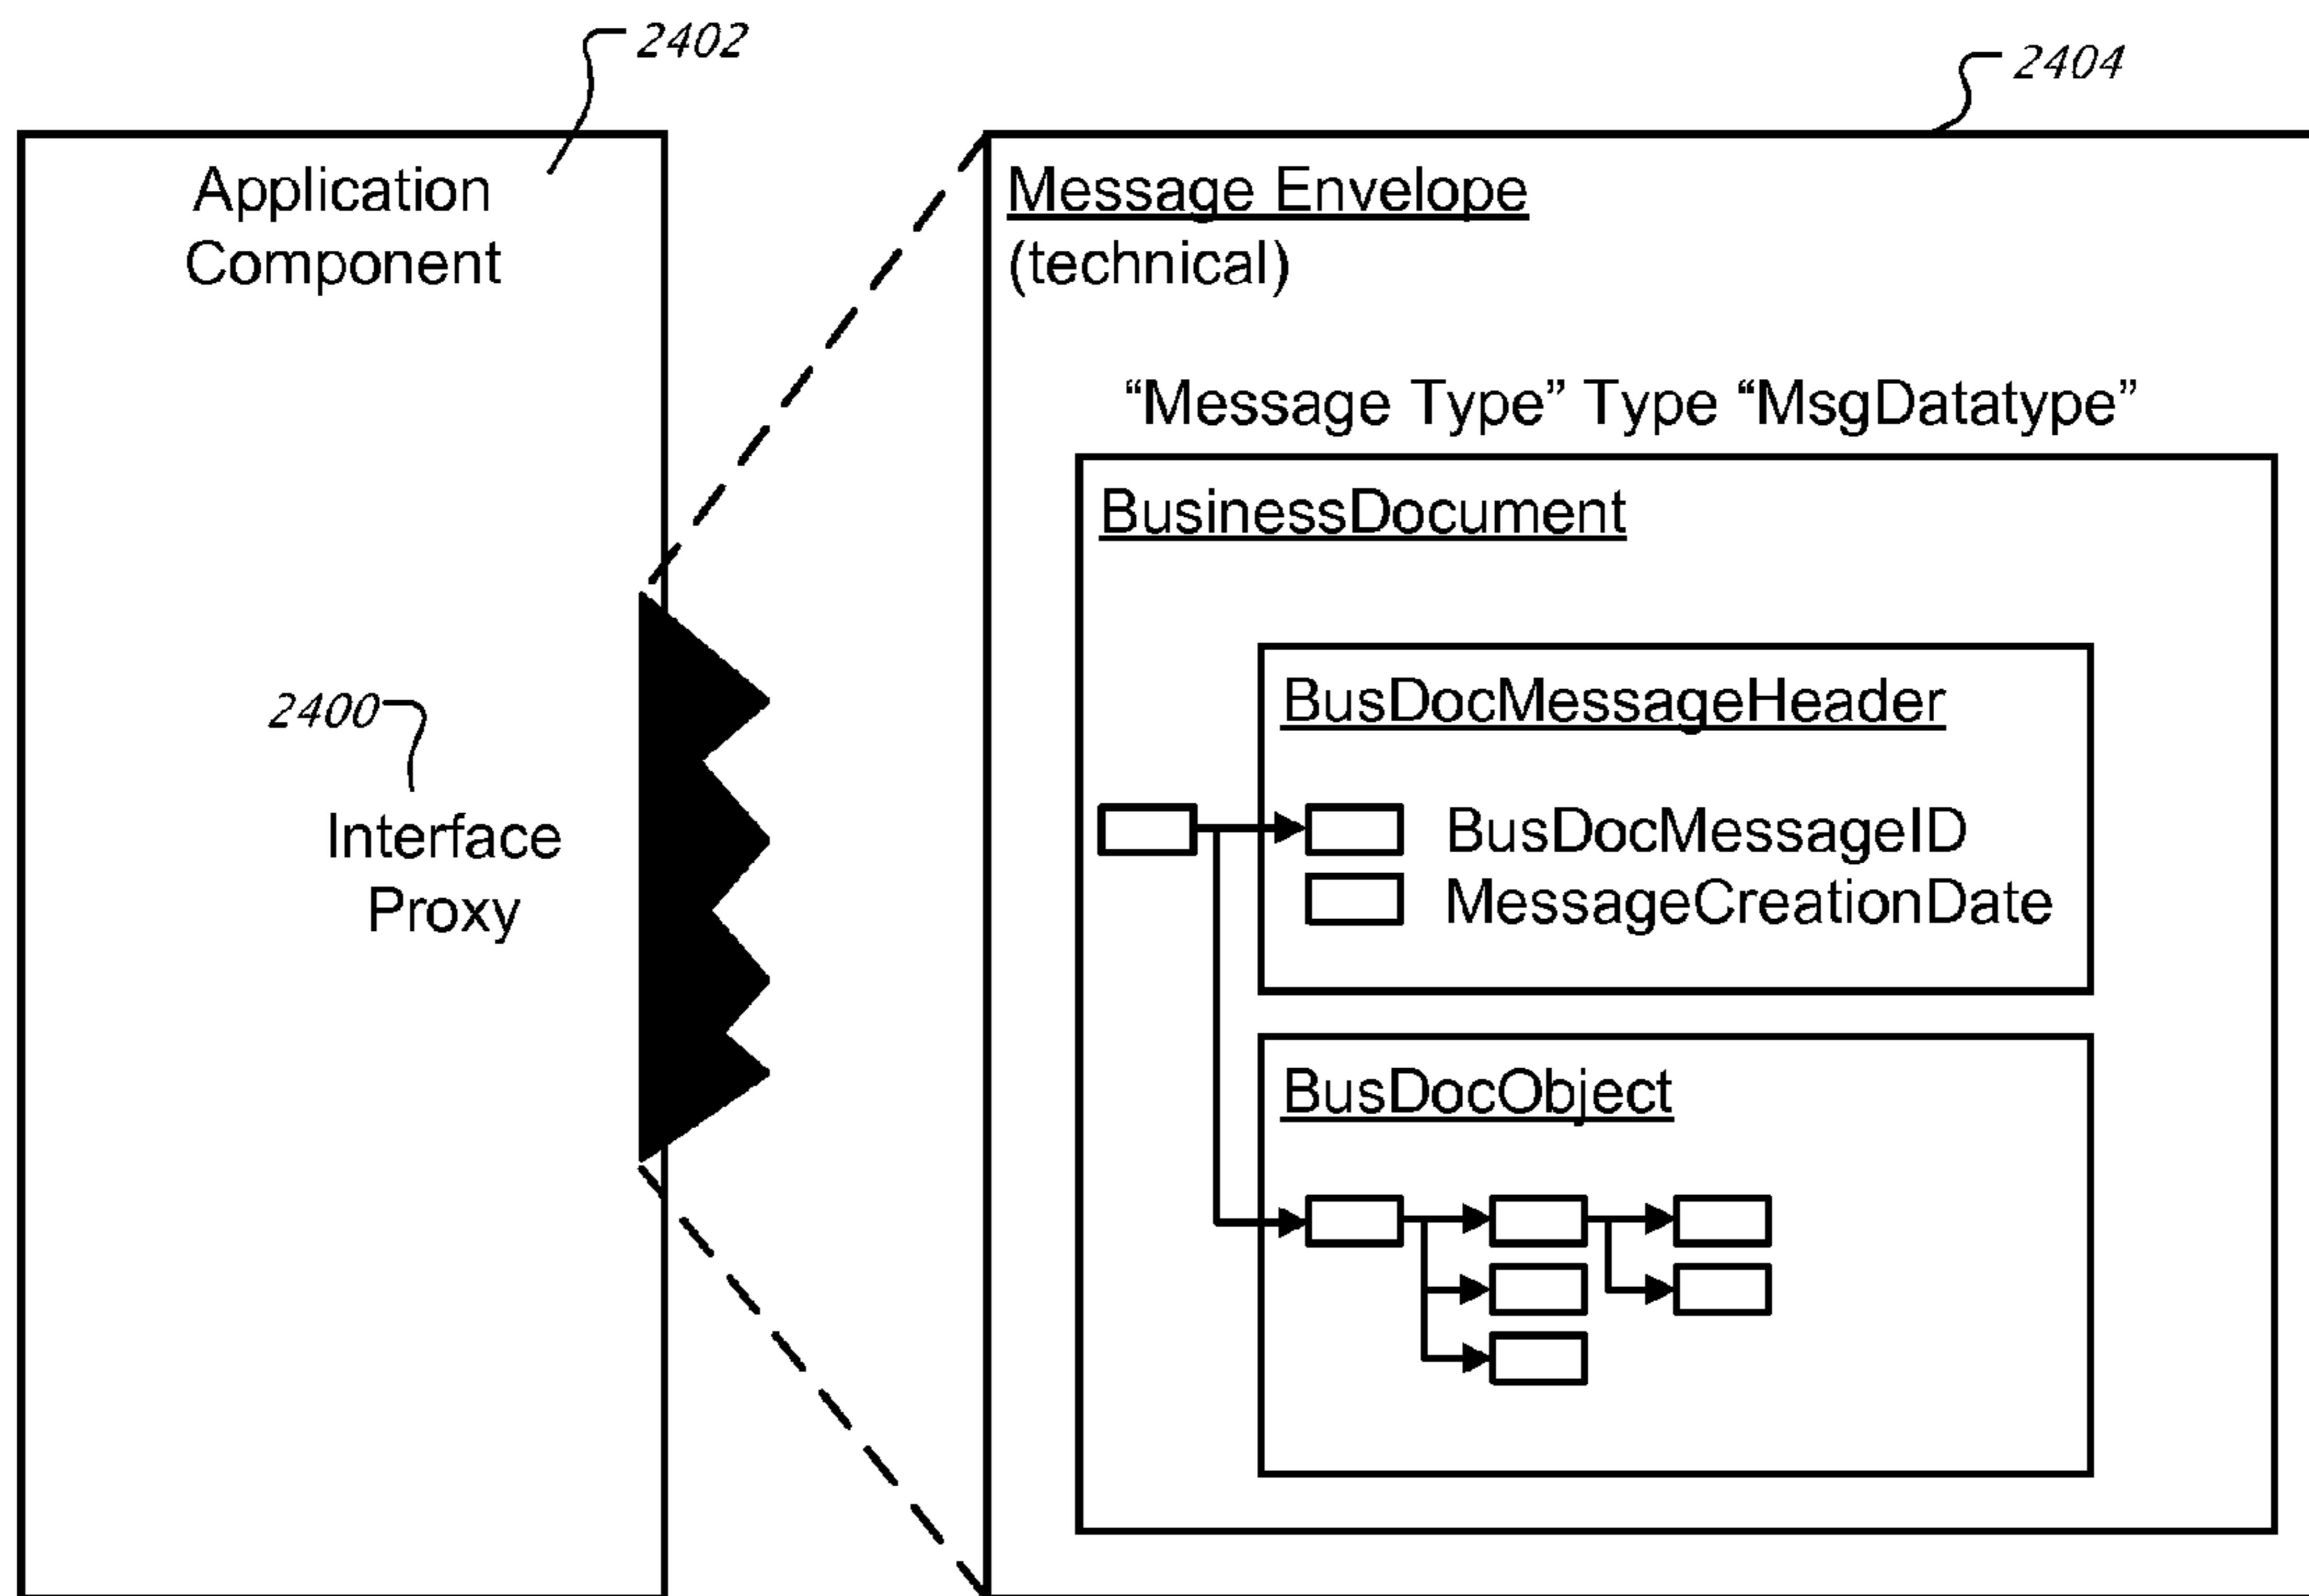 2402
2404
Application
Component
Message Envelope
(technical)
“Message Type” Type “MsgDatatype”
BusinessDocument
BusDocMessageHeader
2400
Interface
Proxy
BusDocMessageID
MessageCreationDate
BusDocObject